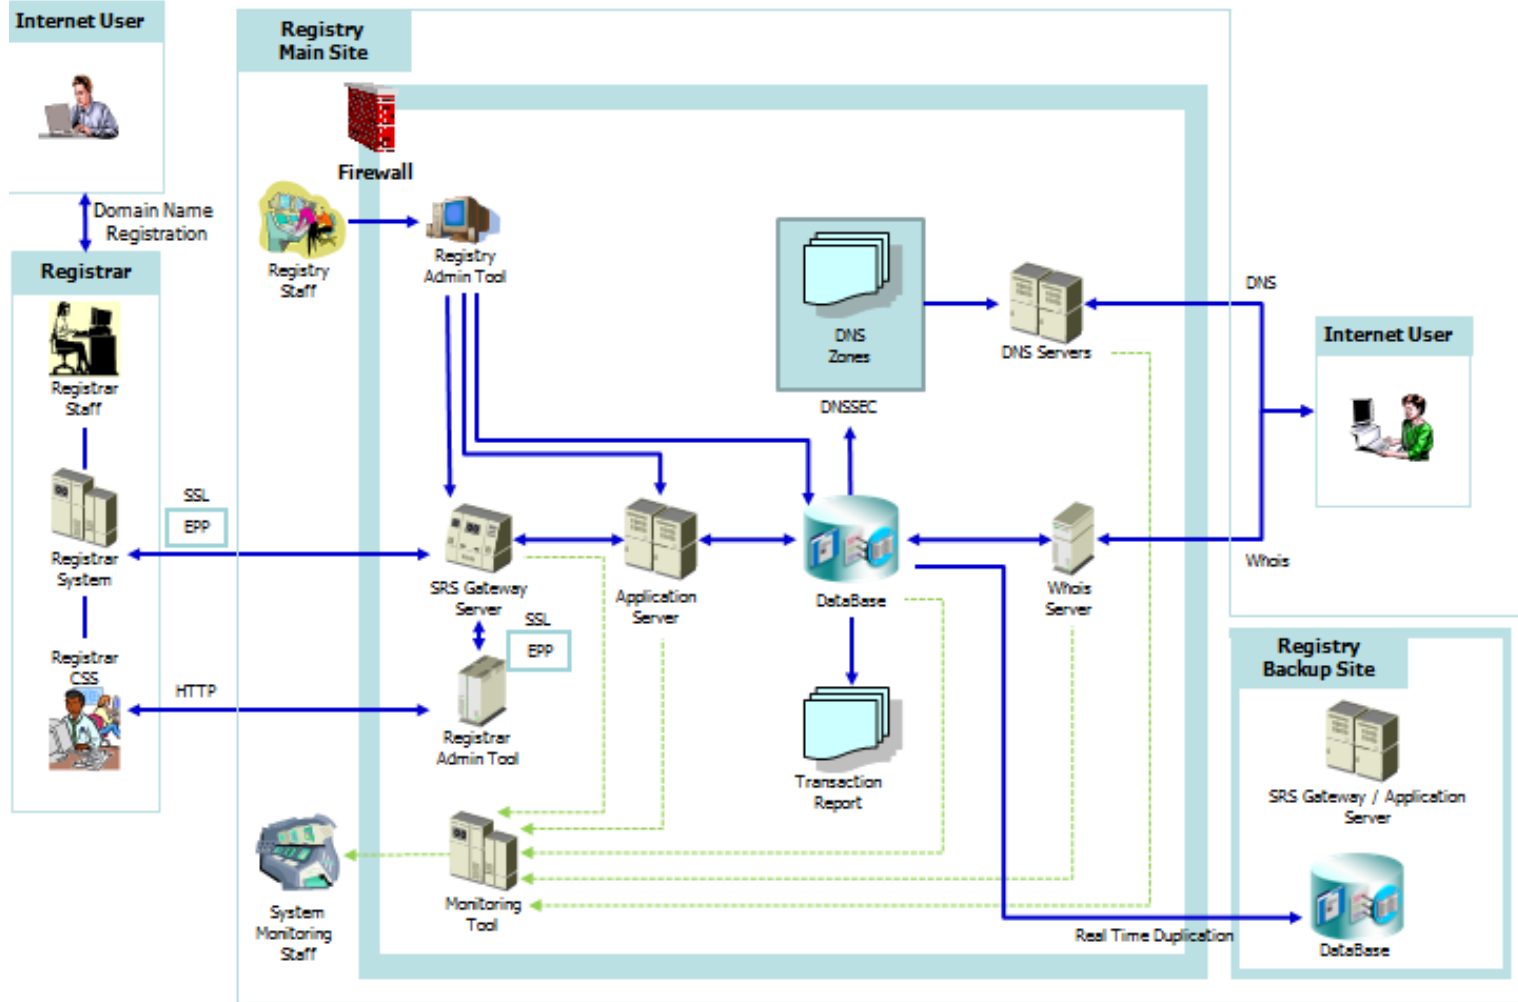 Internet User
Registry
Main Site
Firewall
Domain Name
Registration
Registrar
Registry
Staff
Registry
Admin Tool
DNS
Zones
DNS Servers
DNS
Internet User
Registrar
Staff
DNSSEC
SSL
EPP
Registrar
System
SRS Gateway
Server
Application
Server
DataBase
Whois
Server
Whois
SSL
EPP
Registrar
CSS
HTTP
Registrar
Admin Tool
Transaction
Report
Registry
Backup Site
SRS Gateway / Application
Server
System
Monitoring
Staff
Monitoring
Tool
Real Time Duplication
DataBase